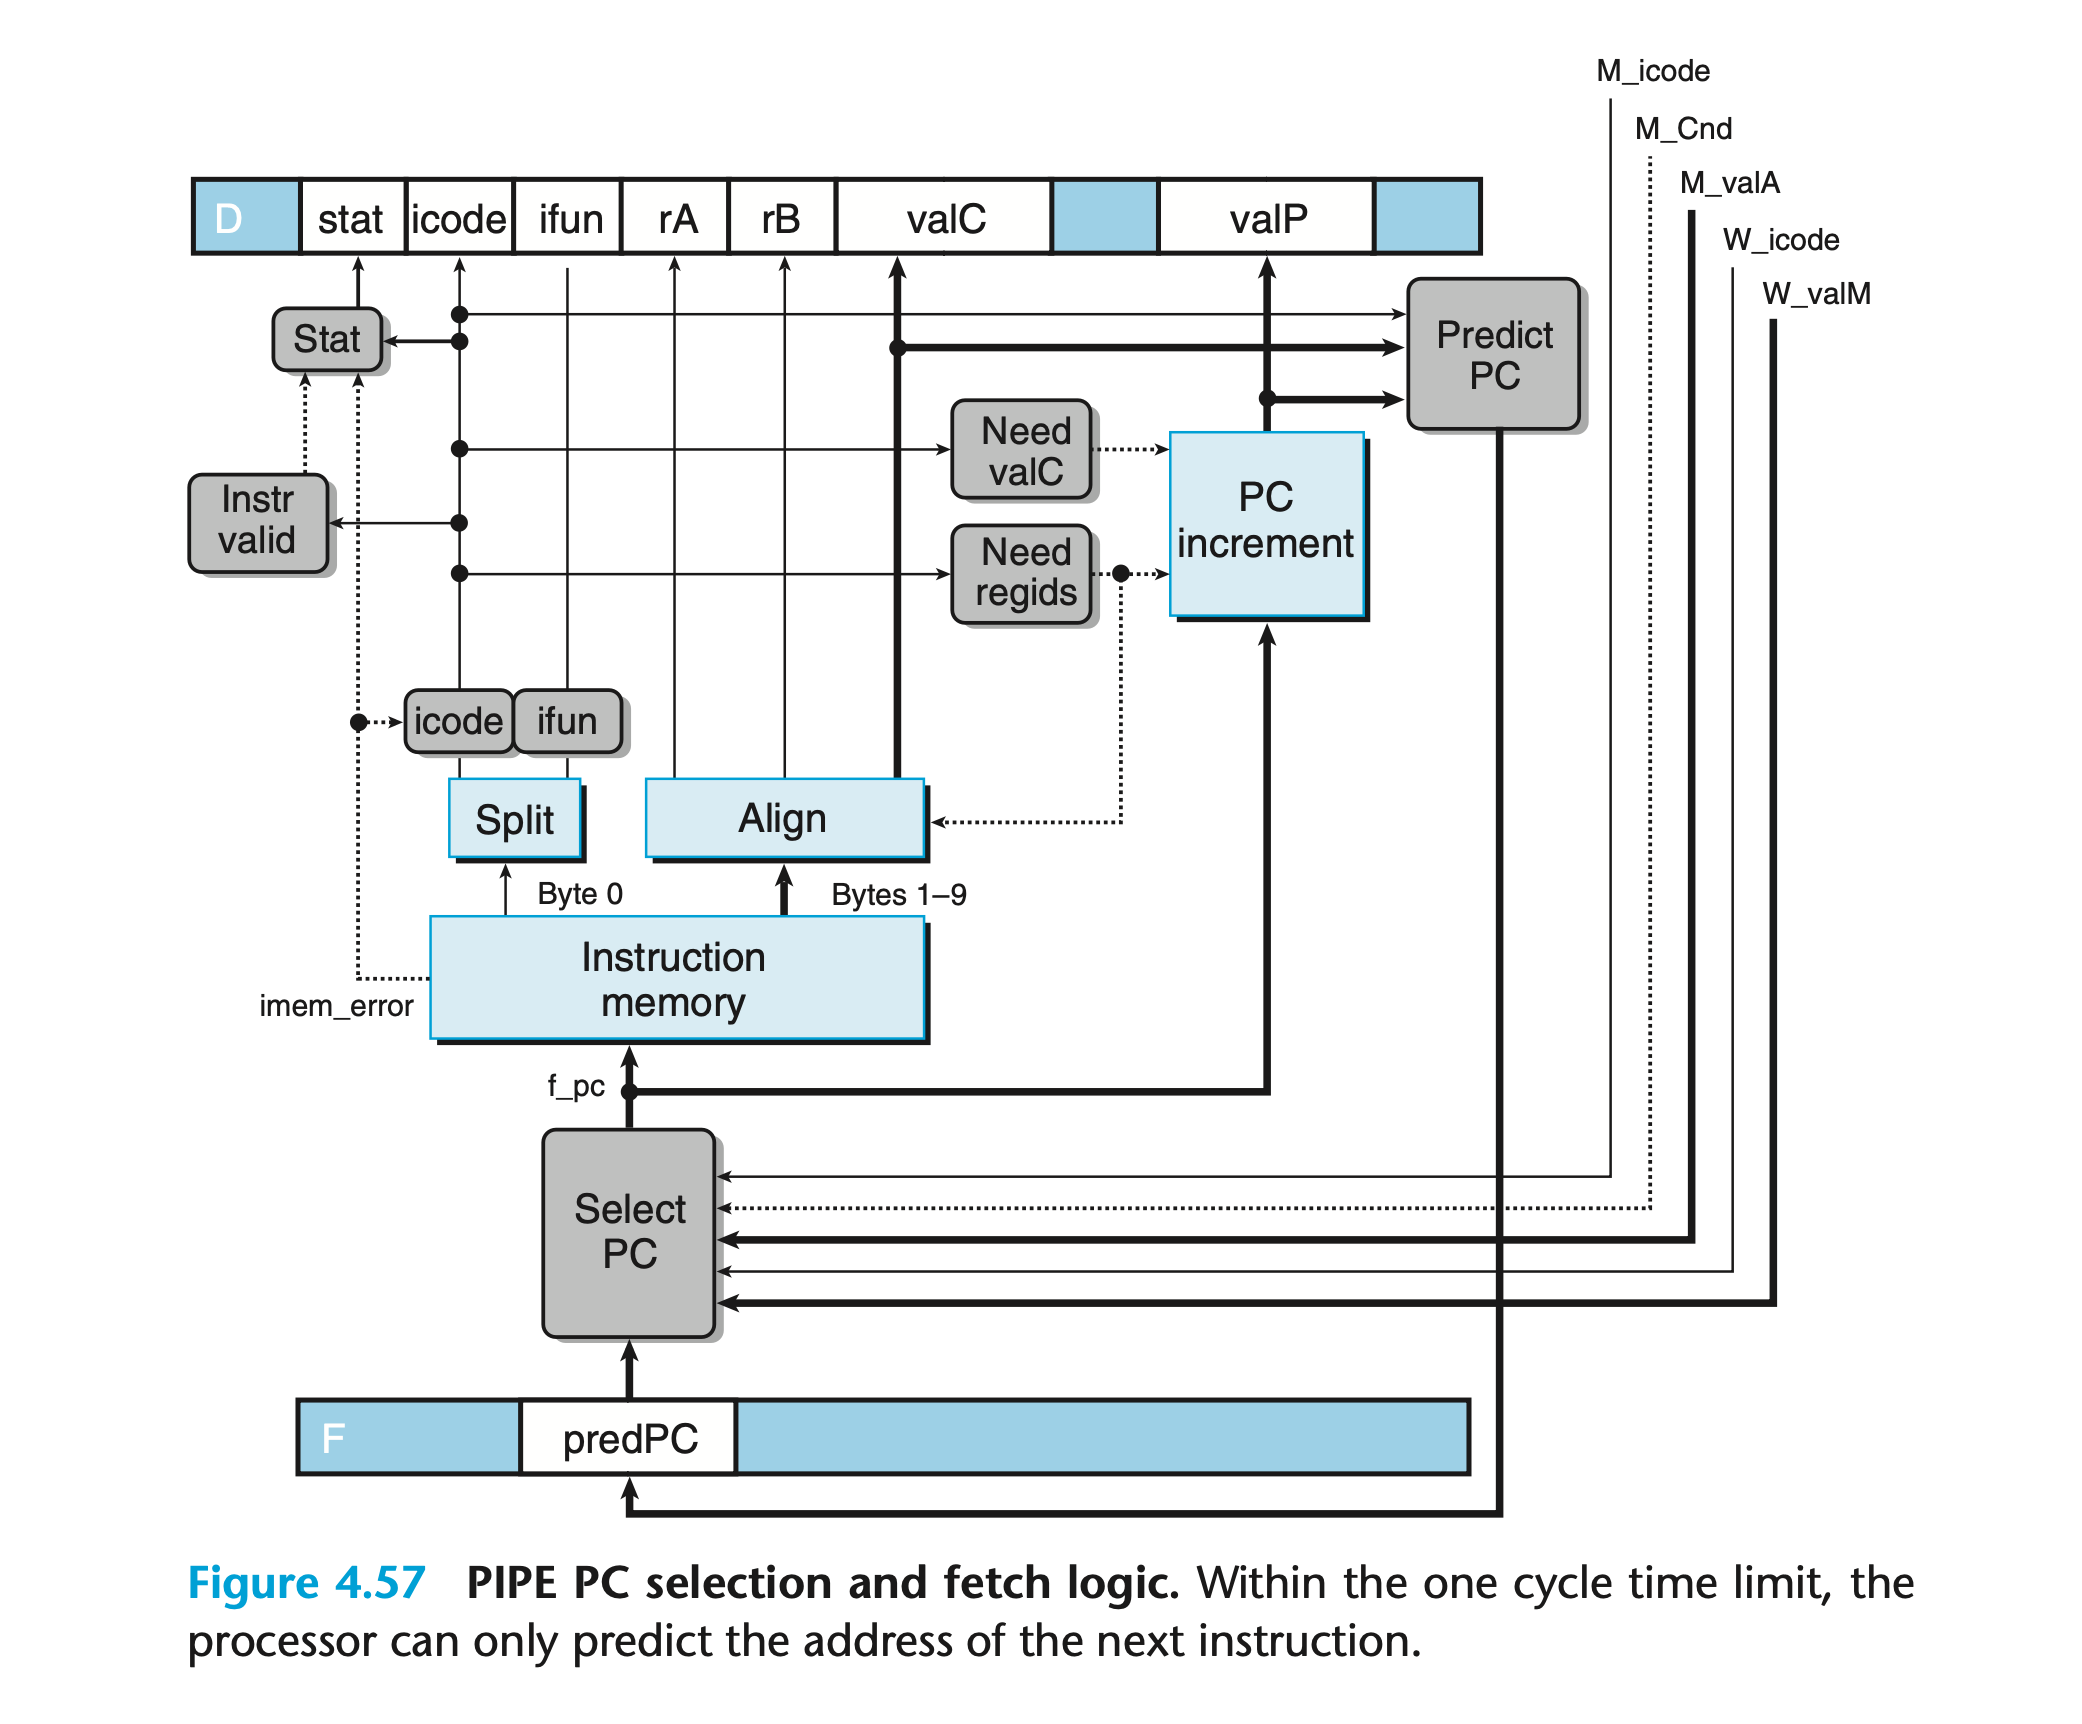 M_icode
M_Cnd
M_valA
W_icode
W_valM
D stat icode ifun rA rB valC valP
Stat
Predict
PC
Need
valC
Instr
valid
PC
increment
Need
regids
icode ifun
Split
Align
Byte 0
Bytes 1–9
Instruction
memory
imem_error
f_pc
Select
PC
F predPC
Figure 4.57 PIPE PC selection and fetch logic. Within the one cycle time limit, the
processor can only predict the address of the next instruction.